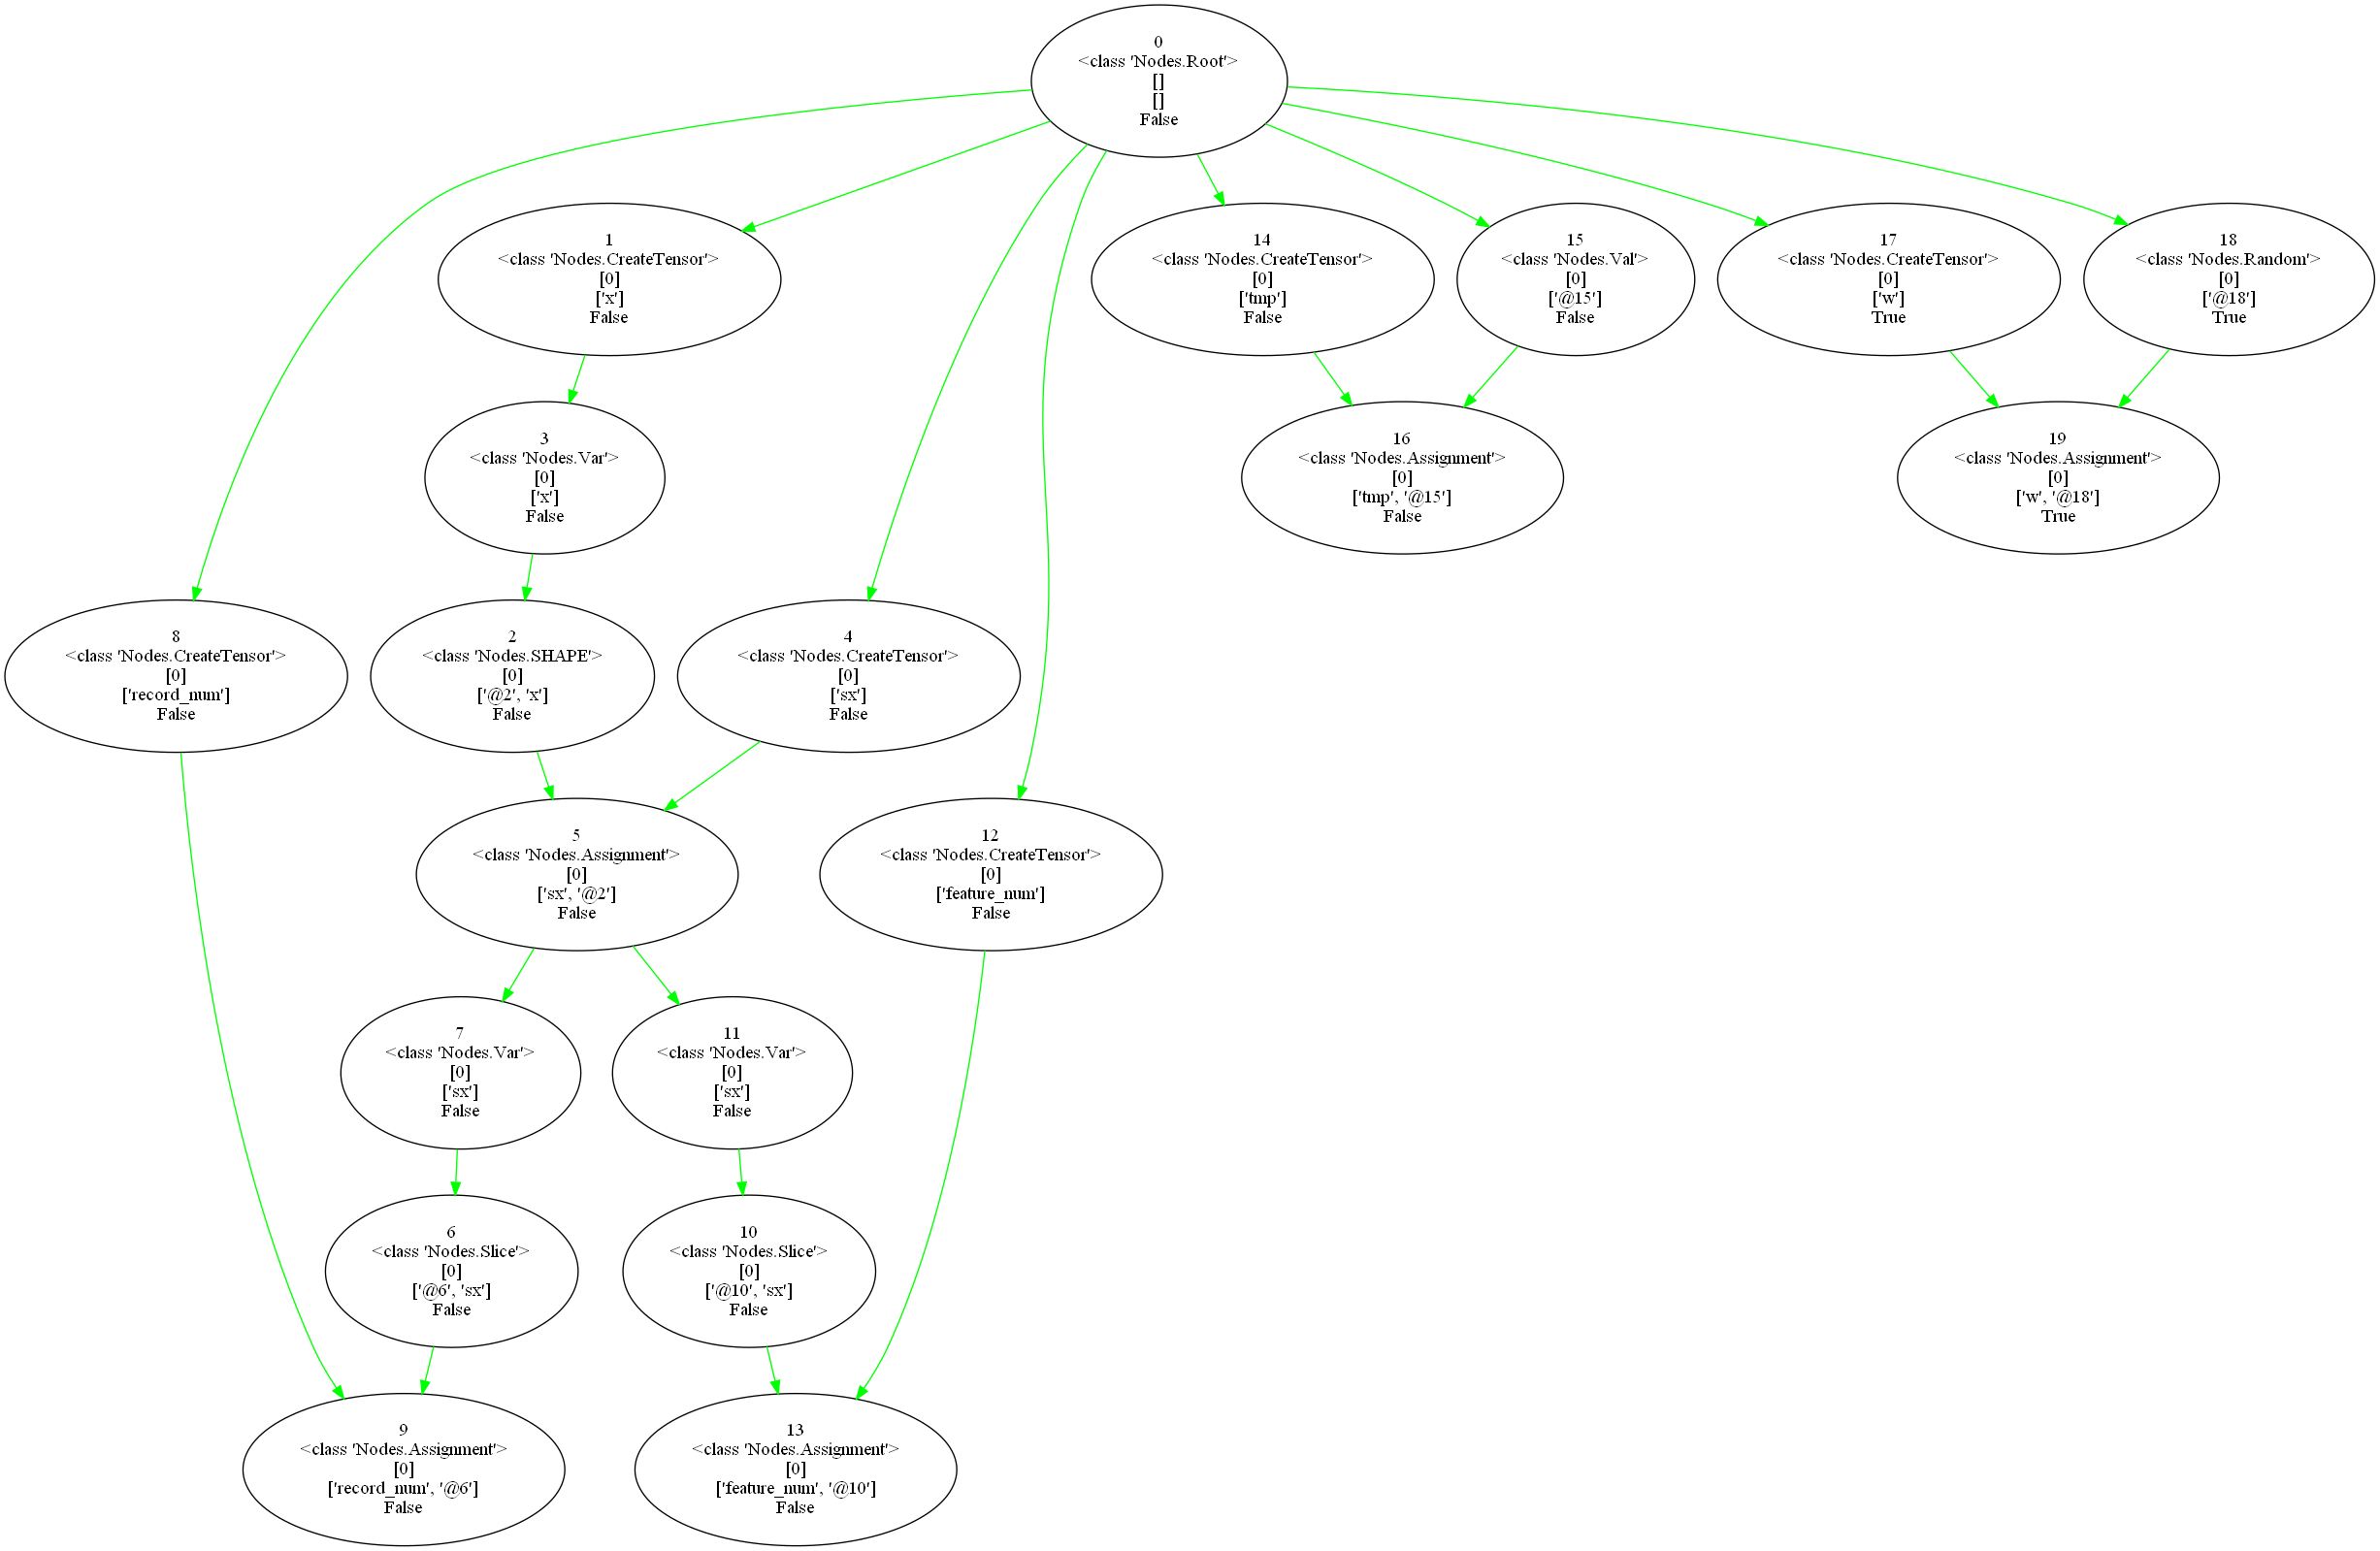 0
<class 'Nodes.Root'>
[]
[]
False
1
<class 'Nodes.CreateTensor'>
[0]
['x']
False
14
<class 'Nodes.CreateTensor'>
[0]
['tmp']
False
15
<class 'Nodes.Val'>
[0]
['@15']
False
17
<class 'Nodes.CreateTensor'>
[0]
['w']
True
18
<class 'Nodes.Random'>
[0]
['@18']
True
3
<class 'Nodes.Var'>
[0]
['x']
False
16
<class 'Nodes.Assignment'>
[0]
['tmp', '@15']
False
19
<class 'Nodes.Assignment'>
[0]
['w', '@18']
True
8
<class 'Nodes.CreateTensor'>
[0]
['record_num']
False
2
<class 'Nodes.SHAPE'>
[0]
['@2', 'x']
False
4
<class 'Nodes.CreateTensor'>
[0]
['sx']
False
5
<class 'Nodes.Assignment'>
[0]
['sx', '@2']
False
12
<class 'Nodes.CreateTensor'>
[0]
['feature_num']
False
7
<class 'Nodes.Var'>
[0]
['sx']
False
11
<class 'Nodes.Var'>
[0]
['sx']
False
6
<class 'Nodes.Slice'>
[0]
['@6', 'sx']
False
10
<class 'Nodes.Slice'>
[0]
['@10', 'sx']
False
9
<class 'Nodes.Assignment'>
[0]
['record_num', '@6']
False
13
<class 'Nodes.Assignment'>
[0]
['feature_num', '@10']
False